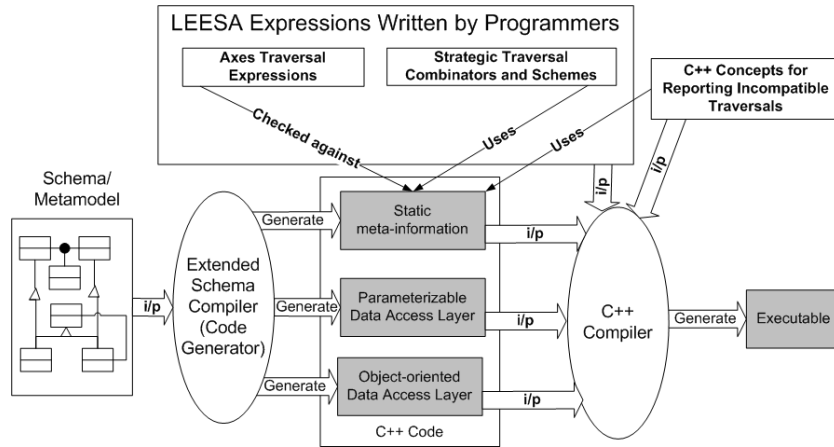 LEESA Expressions Written by Programmers
Axes Traversal
Expressions
Strategic Traversal
Combinators and Schemes
C++ Concepts for
Reporting Incompatible
Traversals
Checked against
Uses
Uses
i/p
i/p
Schema/
Metamodel
i/p
Extended
Schema
Compiler
(Code
Generator)
Generate
Static
meta-information
i/p
Generate
Parameterizable
Data Access Layer
i/p
Generate
Object-oriented
Data Access Layer
i/p
C++ Code
C++
Compiler
Generate
Executable